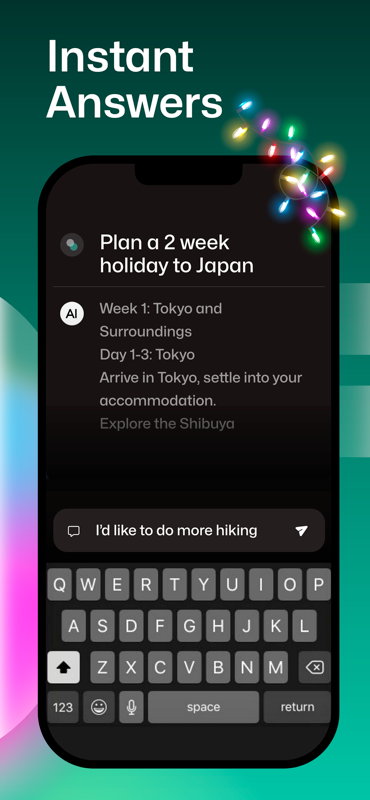 Instant
Answers
Plan a 2 week
holiday to Japan
AI
Week 1: Tokyo and
Surroundings
Day 1-3: Tokyo
Arrive in Tokyo, settle into your
accommodation.
Explore the Shibuya
I'd like to do more hiking
Q W E R T Y U I O P
A S D F G H J K L
Z X C V B N M
123 space return